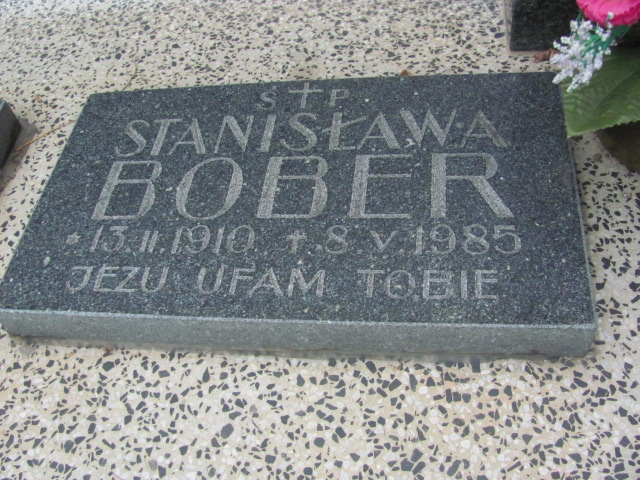 Ś † P
STANISŁAWA
BOBER
* 13.II.1910 † 8.V.1985
JEZU UFAM TOBIE